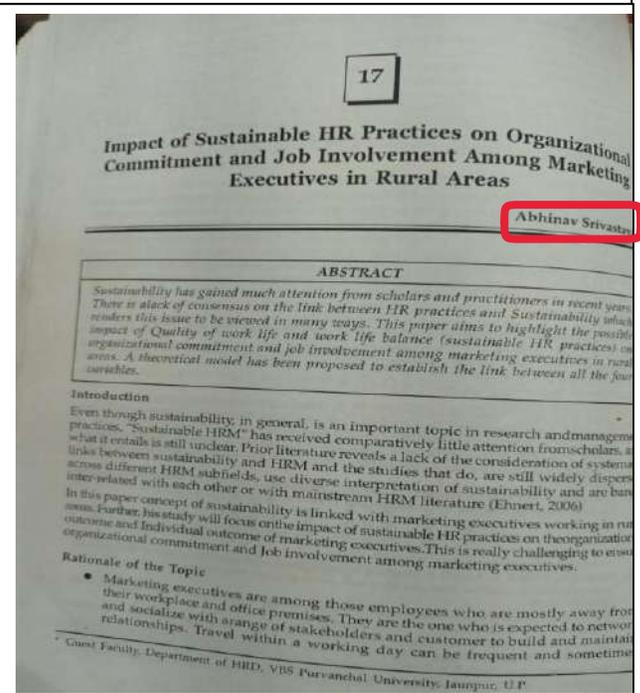 17
Impact of Sustainable HR Practices on Organizational
Commitment and Job Involvement Among Marketing
Executives in Rural Areas
Abhinav Srivastav
ABSTRACT
Sustainability has gained much attention from scholars and practitioners in recent years.
There is alack of consensus on the link between HR practices and Sustainability which
renders this issue to be viewed in many ways. This paper aims to highlight the possible
impact of Quality of work life and work life balance (sustainable HR practices) on
organizational commitment and job involvement among marketing executives in rural
areas. A theoretical model has been proposed to establish the link between all the four
variables.
Introduction
Even though sustainability, in general, is an important topic in research andmanageme
practices, "Sustainable HRM" has received comparatively little attention fromscholars, a
what it entails is still unclear. Prior literature reveals a lack of the consideration of systema
links between sustainability and HRM and the studies that do, are still widely dispers
across different HRM subfields, use diverse interpretation of sustainability and are bare
inter-related with each other or with mainstream HRM literature (Ehnert, 2006)
In this paper concept of sustainability is linked with marketing executives working in rur
areas. Further, his study will focus onthe impact of sustainable HR practices on theorganization
outcome and Individual outcome of marketing executives.This is really challenging to ensu
organizational commitment and Job involvement among marketing executives.
Rationale of the Topic
• Marketing executives are among those employees who are mostly away from
their workplace and office premises. They are the one who is expected to networ
and socialize with arange of stakeholders and customer to build and maintai
relationships. Travel within a working day can be frequent and sometime
* Guest Faculty, Department of HRD, VBS Purvanchal University, Jaunpur, U.P